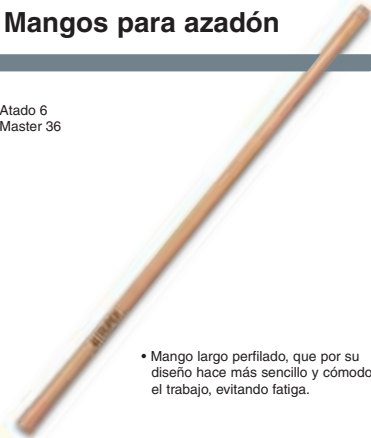 Mangos para azadón
Atado 6
Master 36
• Mango largo perfilado, que por su
diseño hace más sencillo y cómodo
el trabajo, evitando fatiga.